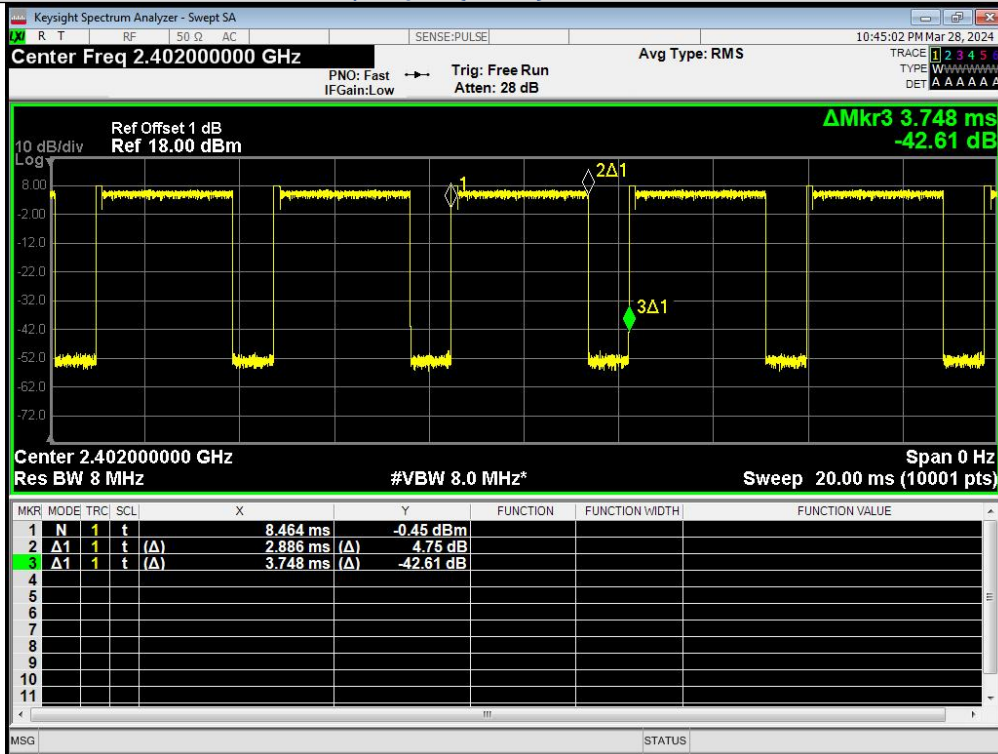 Keysight Spectrum Analyzer - Swept SA
LXI R T RF 50 Ω AC SENSE:PULSE 10:45:02 PM Mar 28, 2024
Center Freq 2.402000000 GHz Avg Type: RMS TRACE 1 2 3 4 5 6
PNO: Fast Trig: Free Run TYPE WWWWWW
IFGain:Low Atten: 28 dB DET A A A A A A
Ref Offset 1 dB ΔMkr3 3.748 ms
10 dB/div Ref 18.00 dBm -42.61 dB
Log
8.00
-2.00
-12.0
-22.0
-32.0
-42.0
-52.0
-62.0
-72.0
1
2Δ1
3Δ1
Center 2.402000000 GHz Span 0 Hz
Res BW 8 MHz #VBW 8.0 MHz* Sweep 20.00 ms (10001 pts)
MKR MODE TRC SCL X Y FUNCTION FUNCTION WIDTH FUNCTION VALUE
1 N 1 t 8.464 ms -0.45 dBm
2 Δ1 1 t (Δ) 2.886 ms (Δ) 4.75 dB
3 Δ1 1 t (Δ) 3.748 ms (Δ) -42.61 dB
4
5
6
7
8
9
10
11
MSG STATUS